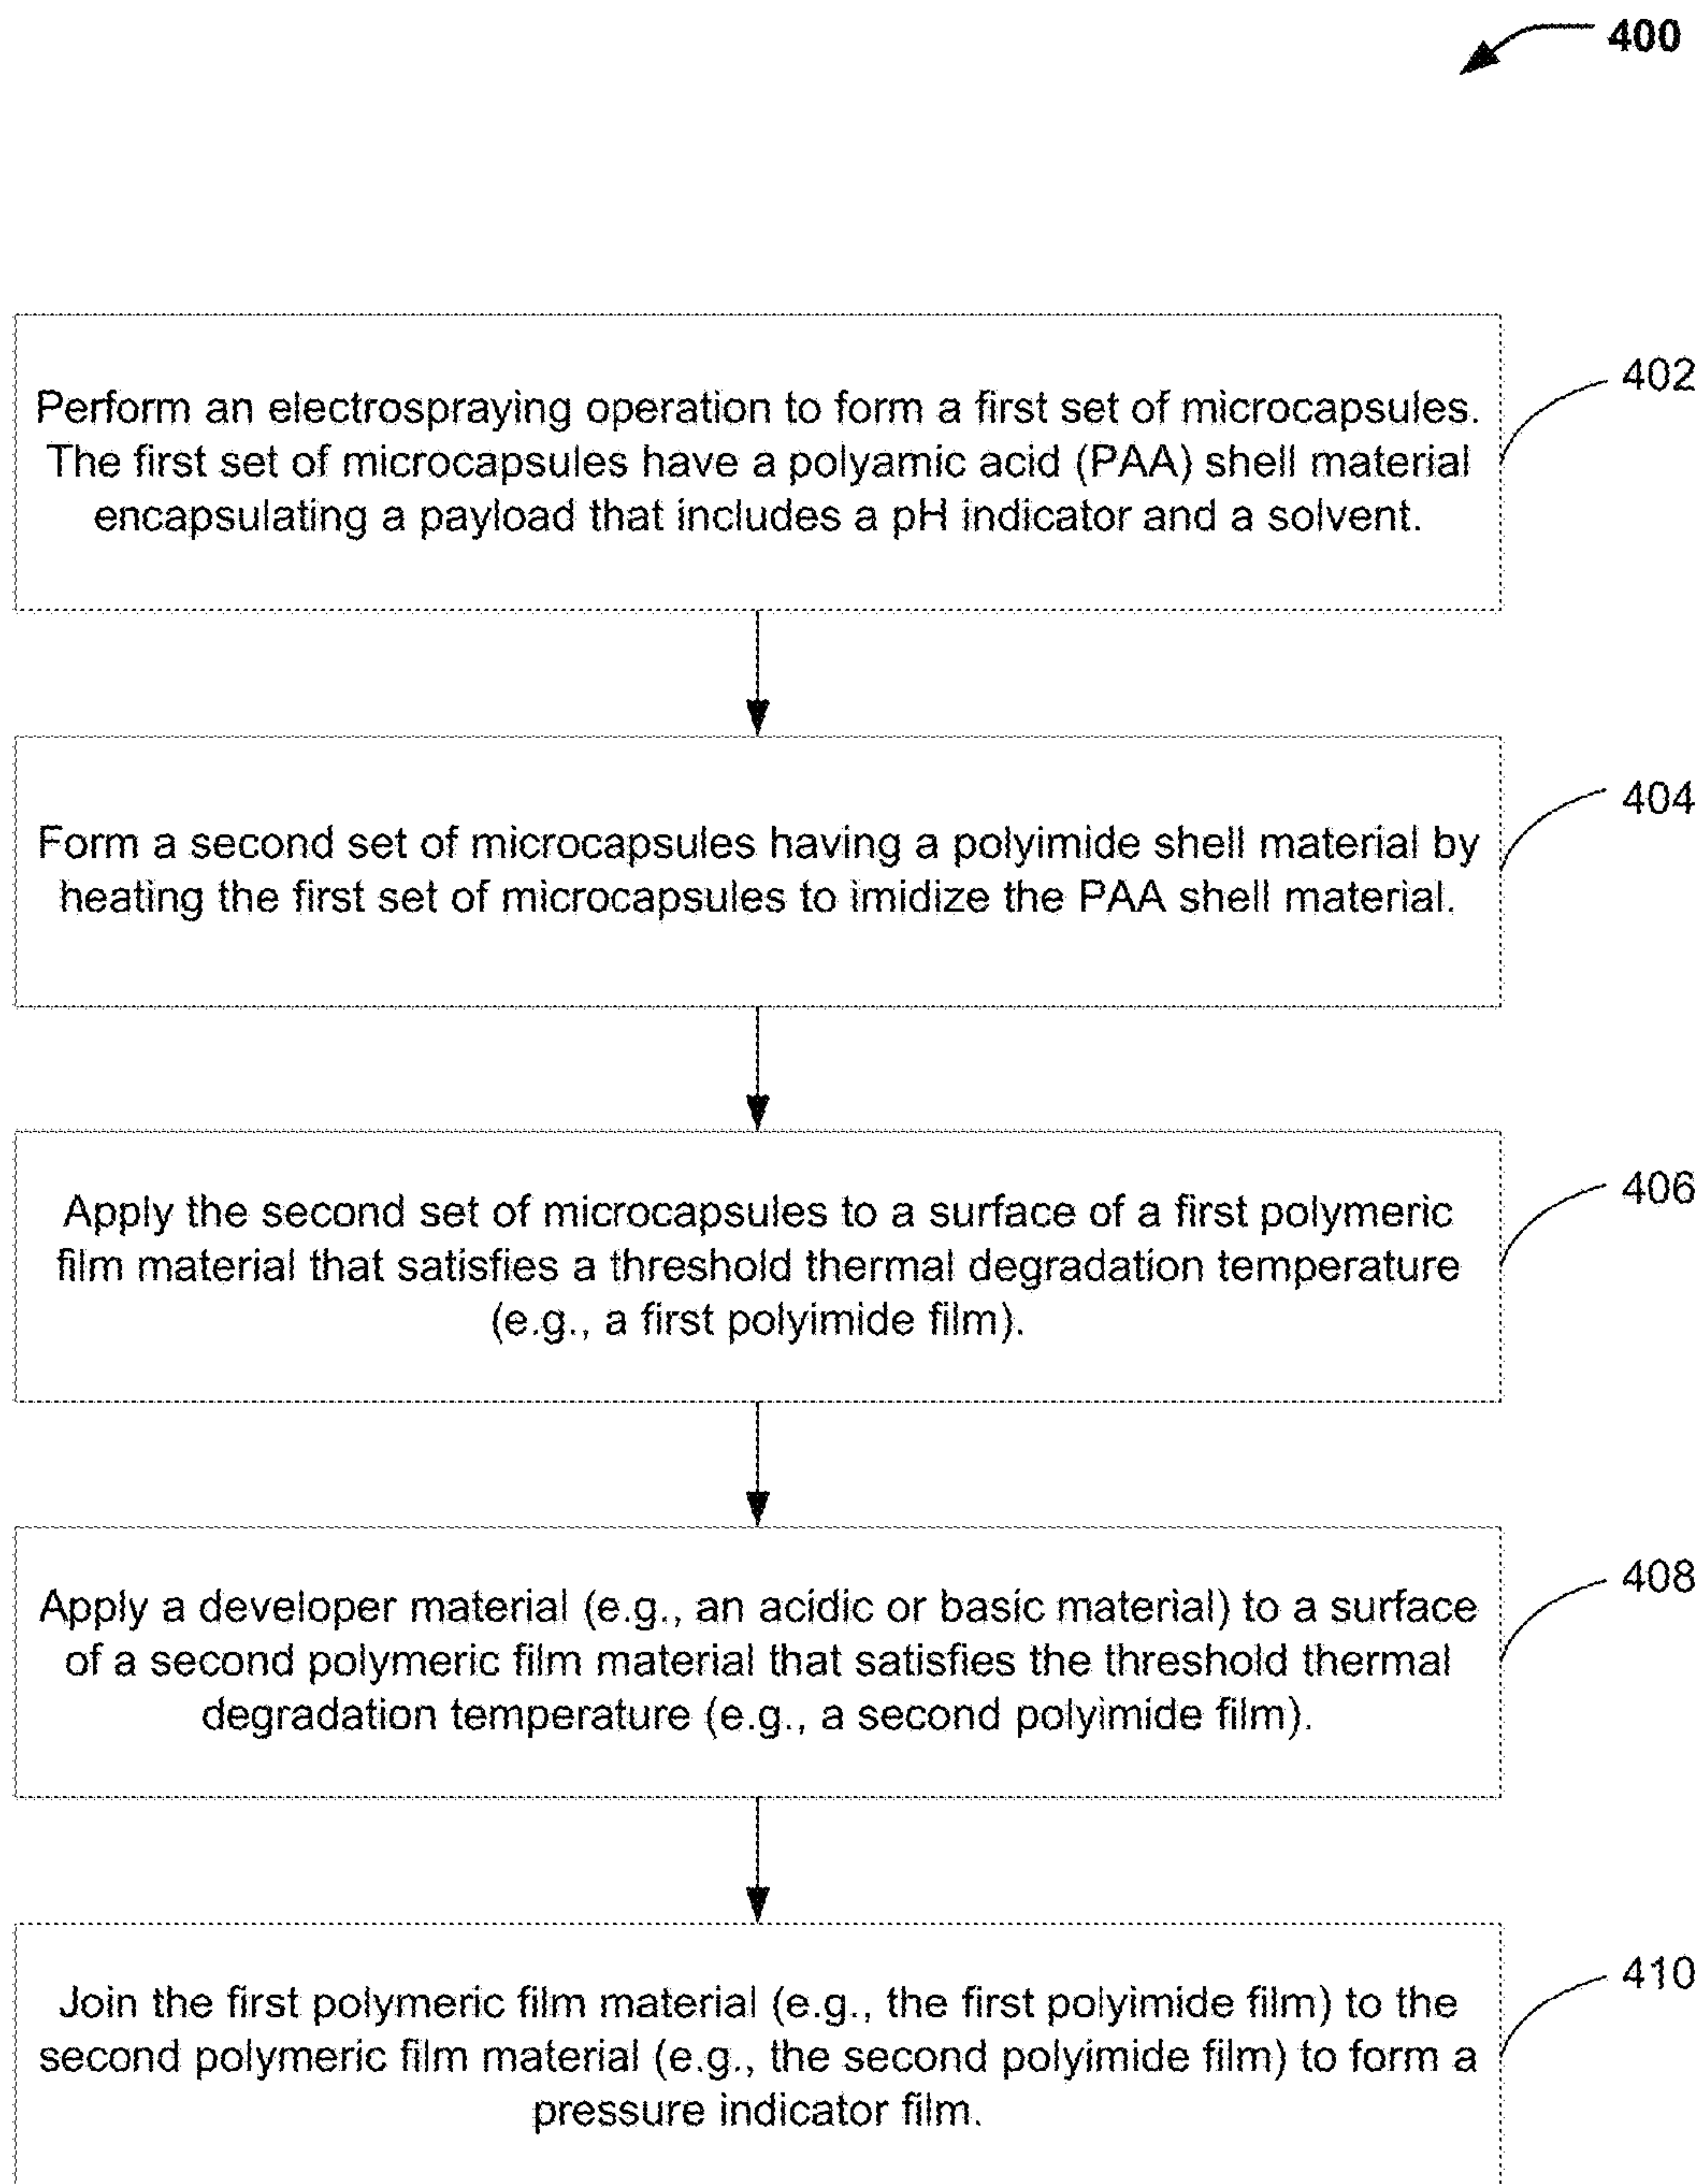 400
Perform an electrospraying operation to form a first set of microcapsules.
The first set of microcapsules have a polyamic acid (PAA) shell material
encapsulating a payload that includes a pH indicator and a solvent.
402
Form a second set of microcapsules having a polyimide shell material by
heating the first set of microcapsules to imidize the PAA shell material.
404
Apply the second set of microcapsules to a surface of a first polymeric
film material that satisfies a threshold thermal degradation temperature
(e.g., a first polyimide film).
406
Apply a developer material (e.g., an acidic or basic material) to a surface
of a second polymeric film material that satisfies the threshold thermal
degradation temperature (e.g., a second polyimide film).
408
Join the first polymeric film material (e.g., the first polyimide film) to the
second polymeric film material (e.g., the second polyimide film) to form a
pressure indicator film.
410